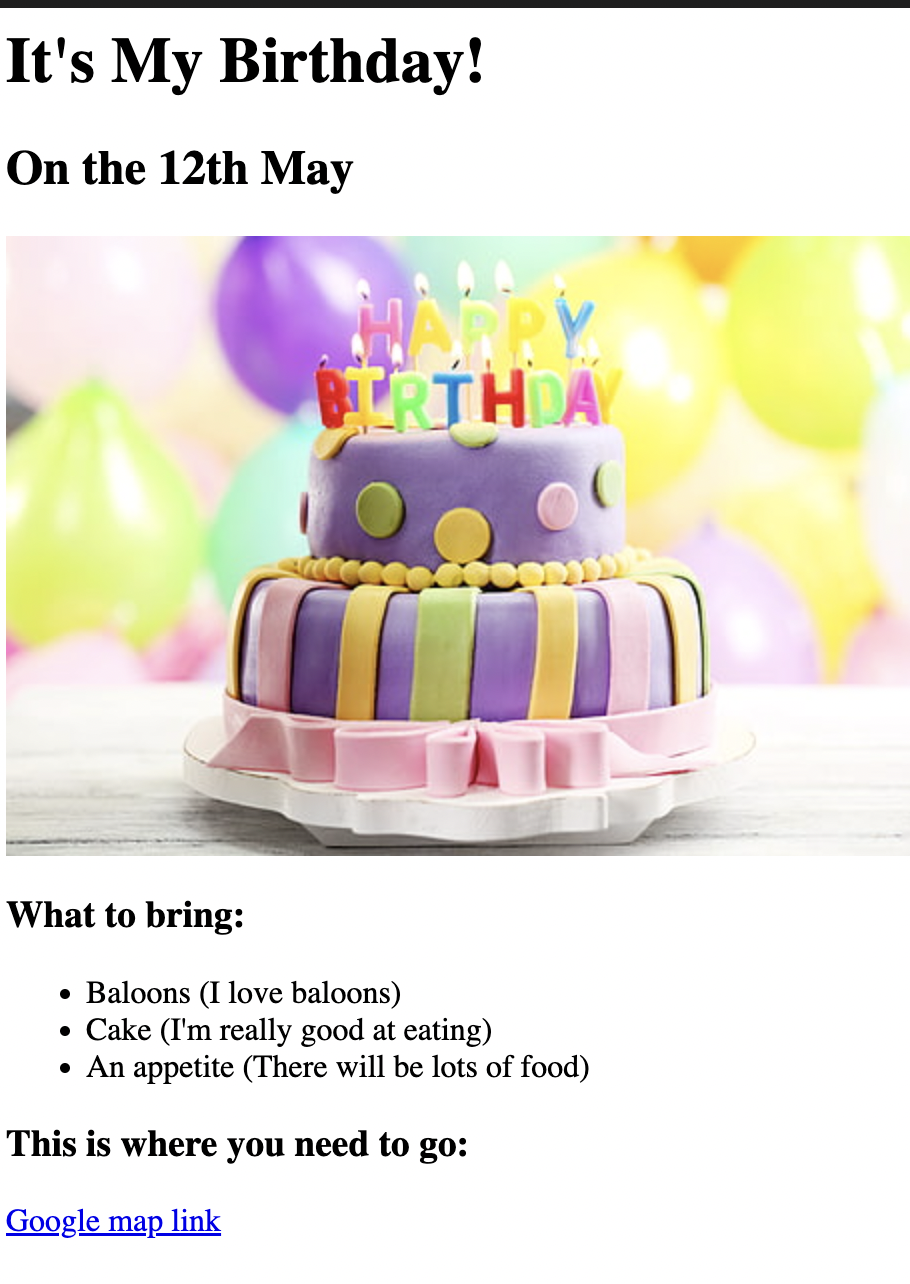 It's My Birthday!
On the 12th May
HAPPY
BIRTHDAY
What to bring:
Baloons (I love baloons)
Cake (I'm really good at eating)
An appetite (There will be lots of food)
This is where you need to go:
Google map link